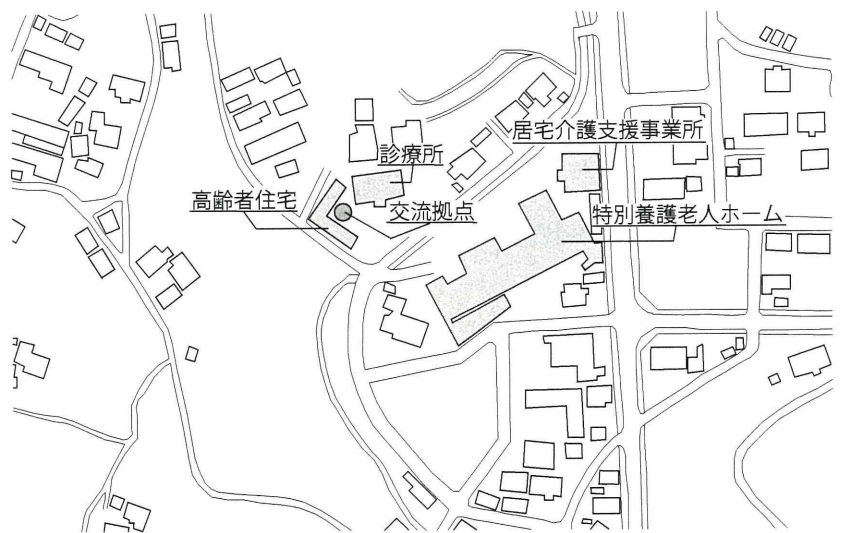 居宅介護支援事業所
診療所
高齢者住宅
交流拠点
特別養護老人ホーム